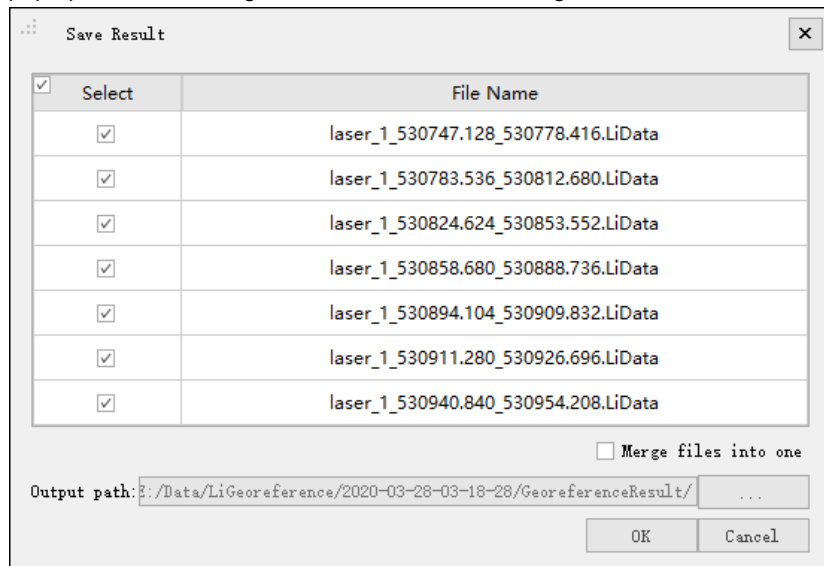 Save Result
Select File Name
laser_1_530747.128_530778.416.LiData
laser_1_530783.536_530812.680.LiData
laser_1_530824.624_530853.552.LiData
laser_1_530858.680_530888.736.LiData
laser_1_530894.104_530909.832.LiData
laser_1_530911.280_530926.696.LiData
laser_1_530940.840_530954.208.LiData
Merge files into one
Output path: :/Data/LiGeoreference/2020-03-28-03-18-28/GeoreferenceResult/ ...
OK Cancel